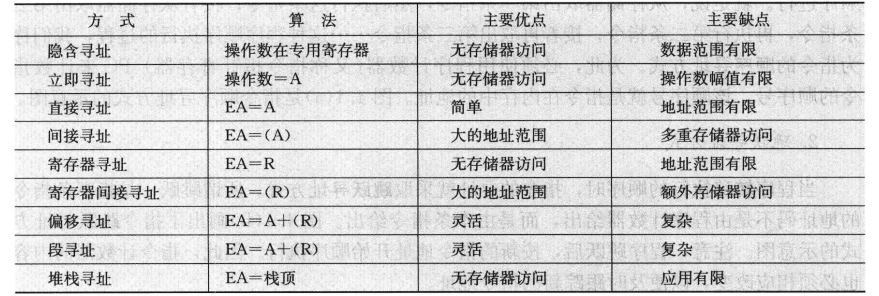 方 式 算 法 主要优点 主要缺点
隐含寻址 操作数在专用寄存器 无存储器访问 数据范围有限
立即寻址 操作数=A 无存储器访问 操作数幅值有限
直接寻址 EA=A 简单 地址范围有限
间接寻址 EA=(A) 大的地址范围 多重存储器访问
寄存器寻址 EA=R 无存储器访问 地址范围有限
寄存器间接寻址 EA=(R) 大的地址范围 额外存储器访问
偏移寻址 EA=A+(R) 灵活 复杂
段寻址 EA=A+(R) 灵活 复杂
堆栈寻址 EA=栈顶 无存储器访问 应用有限